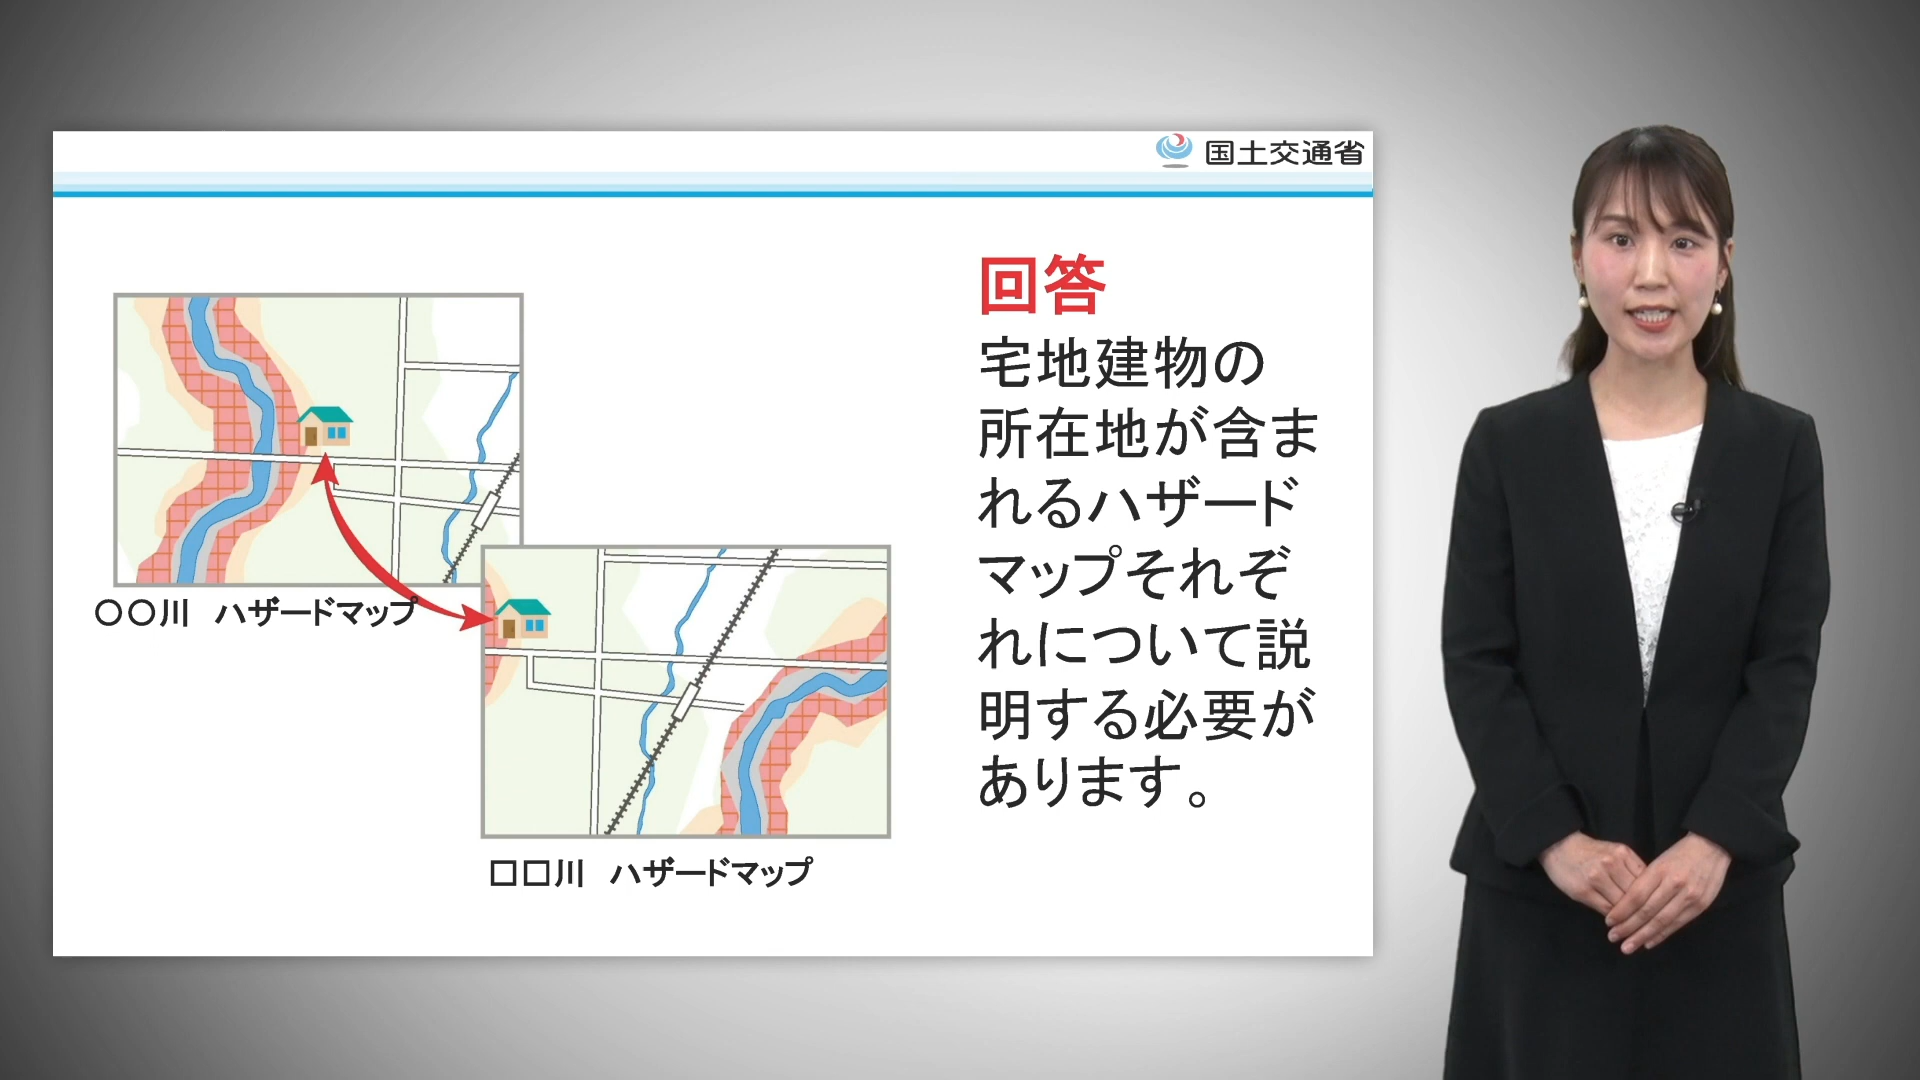 国土交通省
回答
宅地建物の
所在地が含ま
れるハザード
マップそれぞ
れについて説
明する必要が
あります。
〇〇川　ハザードマップ
□□川　ハザードマップ